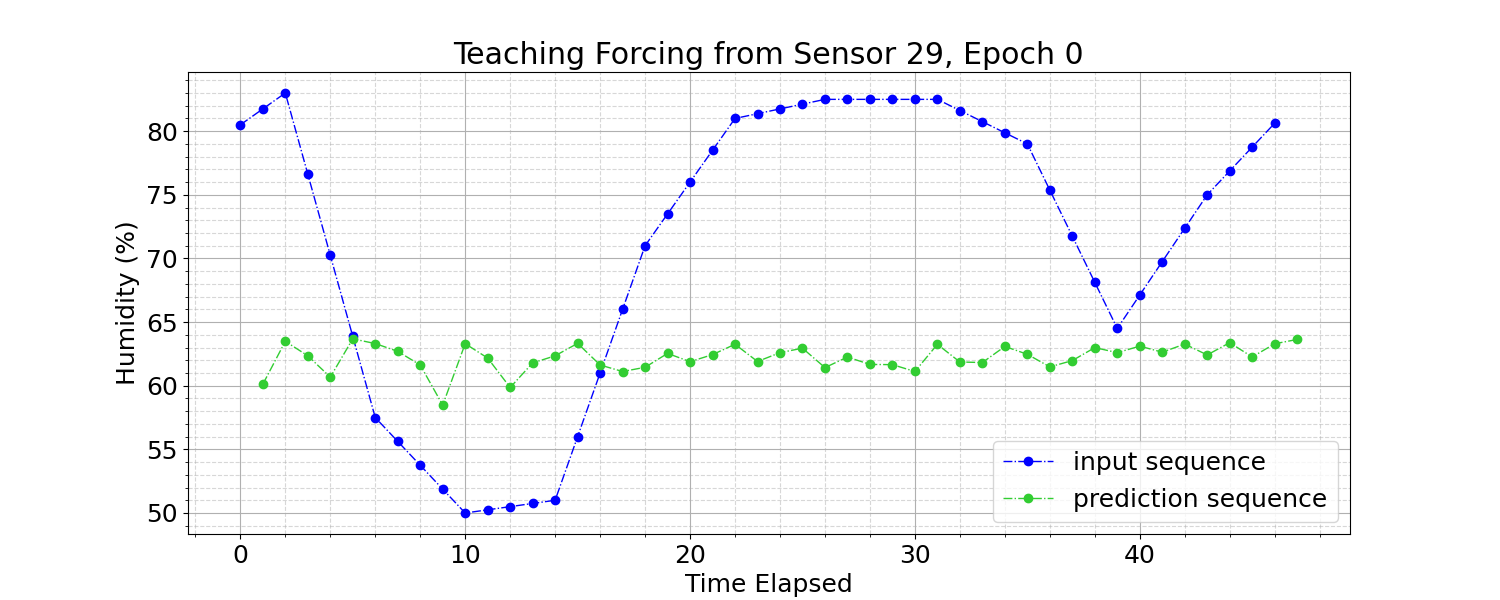 Teaching Forcing from Sensor 29, Epoch 0
Humidity (%)
80
75
70
65
60
55
50
0 10 20 30 40
Time Elapsed
input sequence
prediction sequence